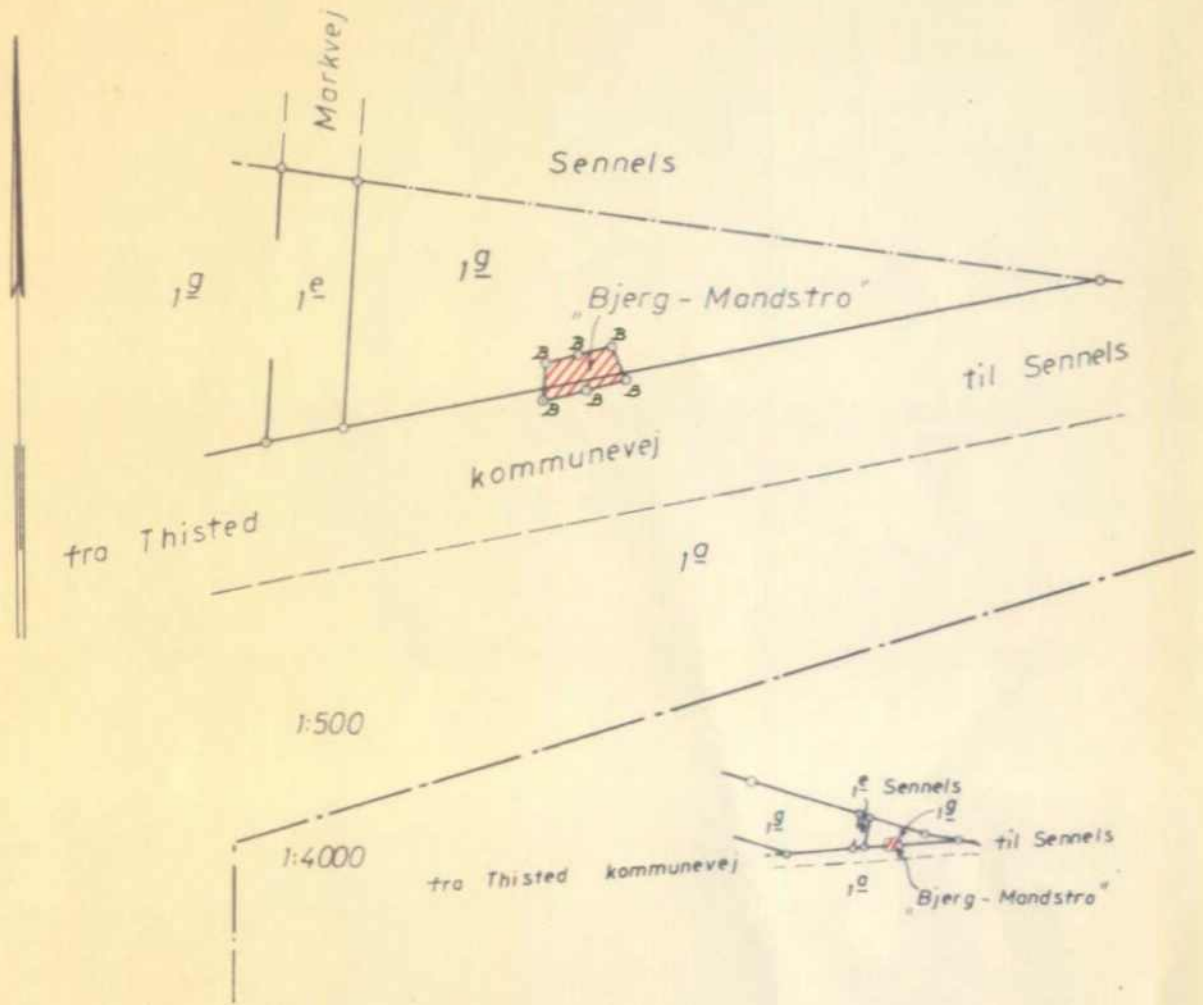 Markvej
Sennels
1g
1e
1g
"Bjerg - Mandstro"
B B B
B B B
til Sennels
kommunevej
fra Thisted
1a
1:500
1:4000
1e Sennels
1g
1g
til Sennels
fra Thisted kommunevej
1a
"Bjerg - Mandstro"